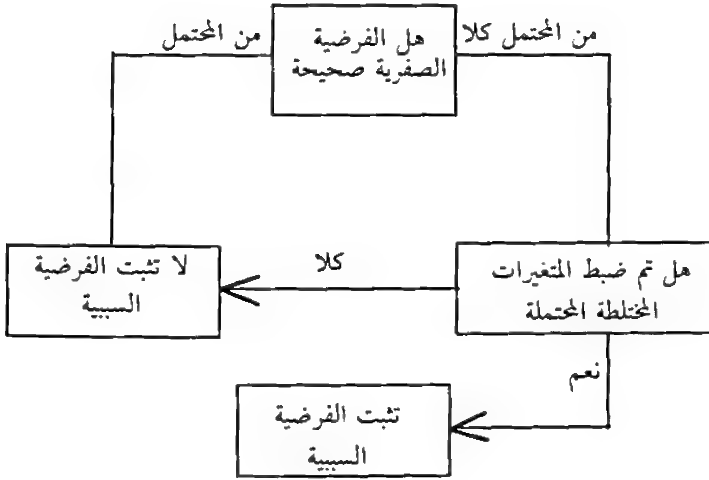 هل الفرضية
الصفرية صحيحة
من المحتمل كلا
من المحتمل
هل تم ضبط المتغيرات
المختلطة المحتملة
كلا
لا تثبت الفرضية
السببية
نعم
تثبت الفرضية
السببية